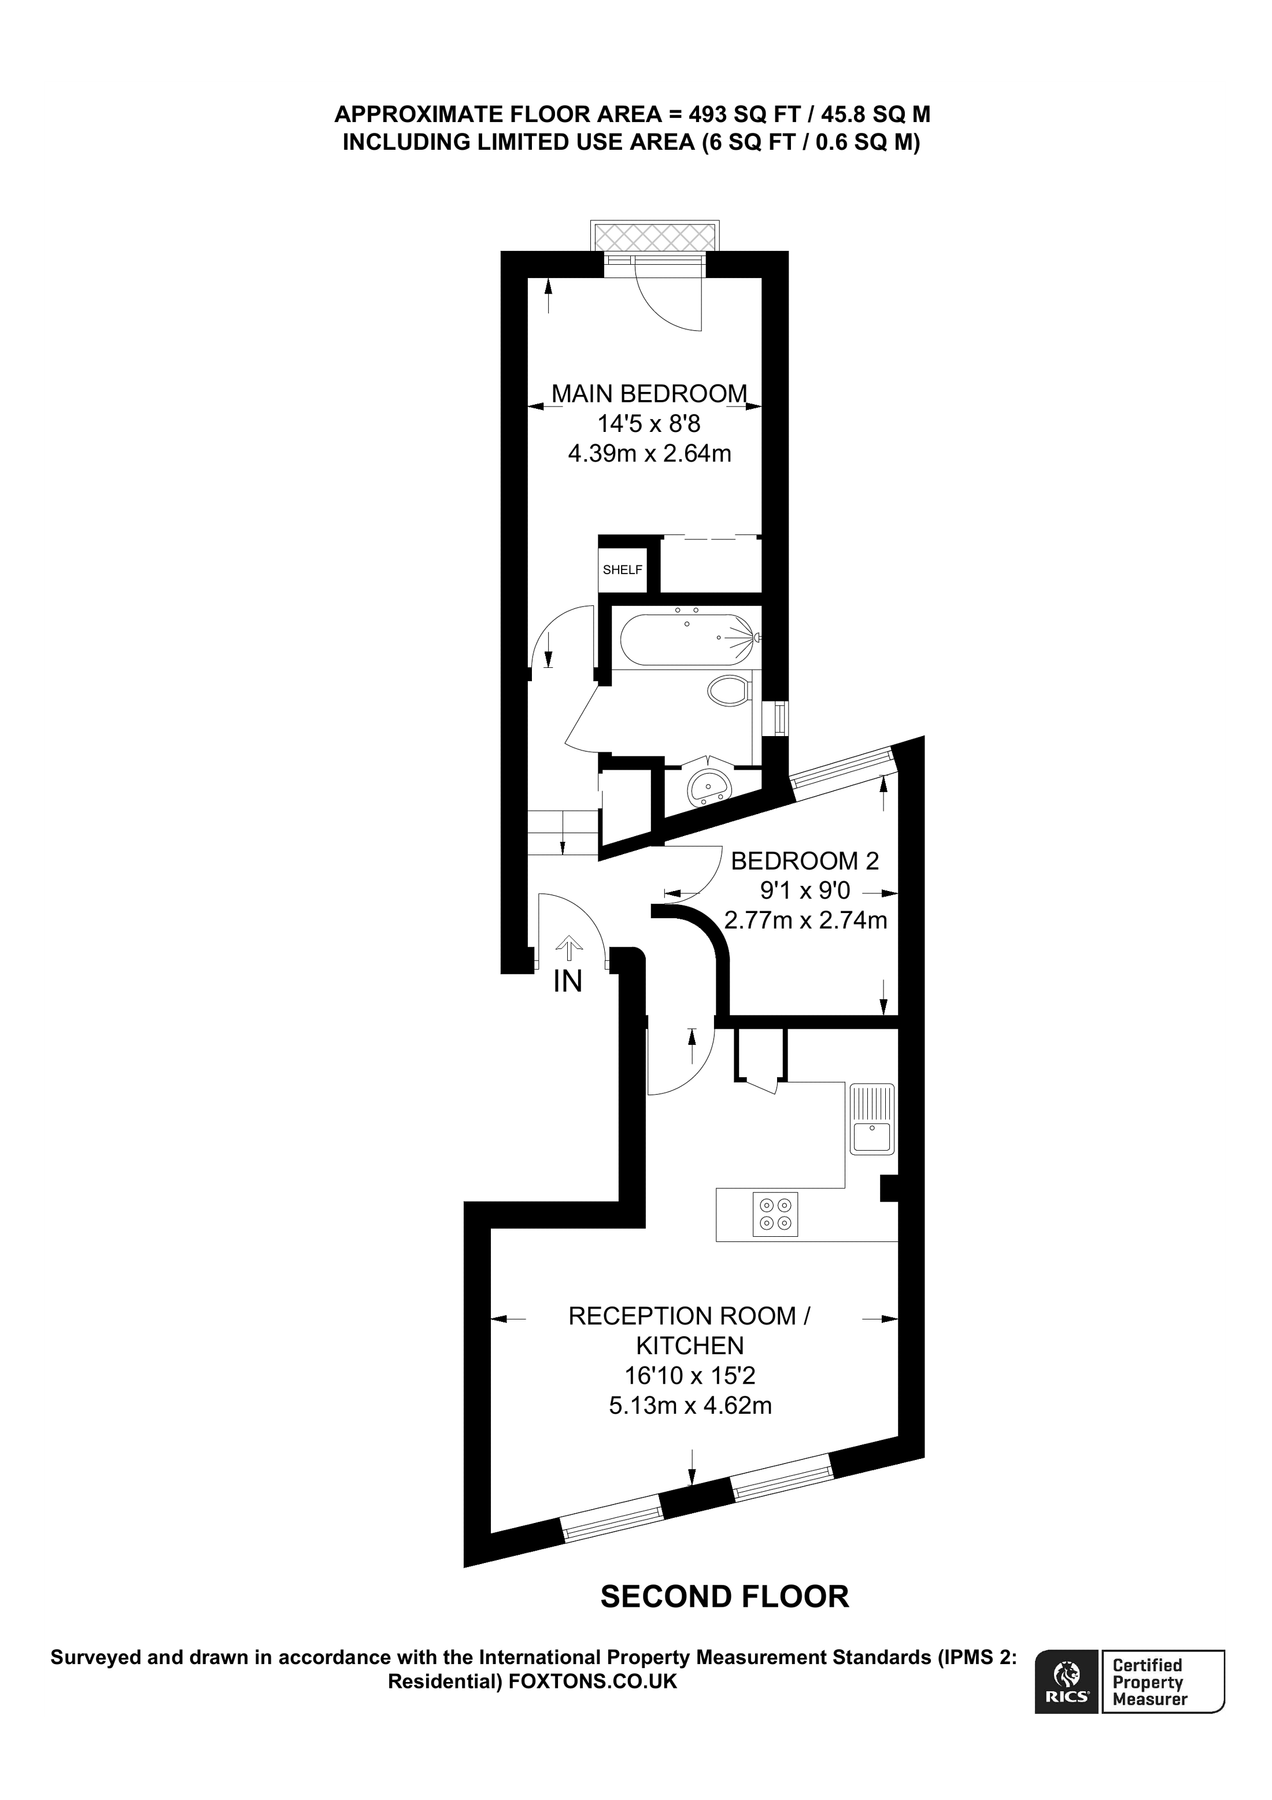 APPROXIMATE FLOOR AREA = 493 SQ FT / 45.8 SQ M
INCLUDING LIMITED USE AREA (6 SQ FT / 0.6 SQ M)
MAIN BEDROOM
14'5 x 8'8
4.39m x 2.64m
SHELF
BEDROOM 2
9'1 x 9'0
2.77m x 2.74m
IN
RECEPTION ROOM /
KITCHEN
16'10 x 15'2
5.13m x 4.62m
SECOND FLOOR
Surveyed and drawn in accordance with the International Property Measurement Standards (IPMS 2:
Residential) FOXTONS.CO.UK
RICS
Certified
Property
Measurer